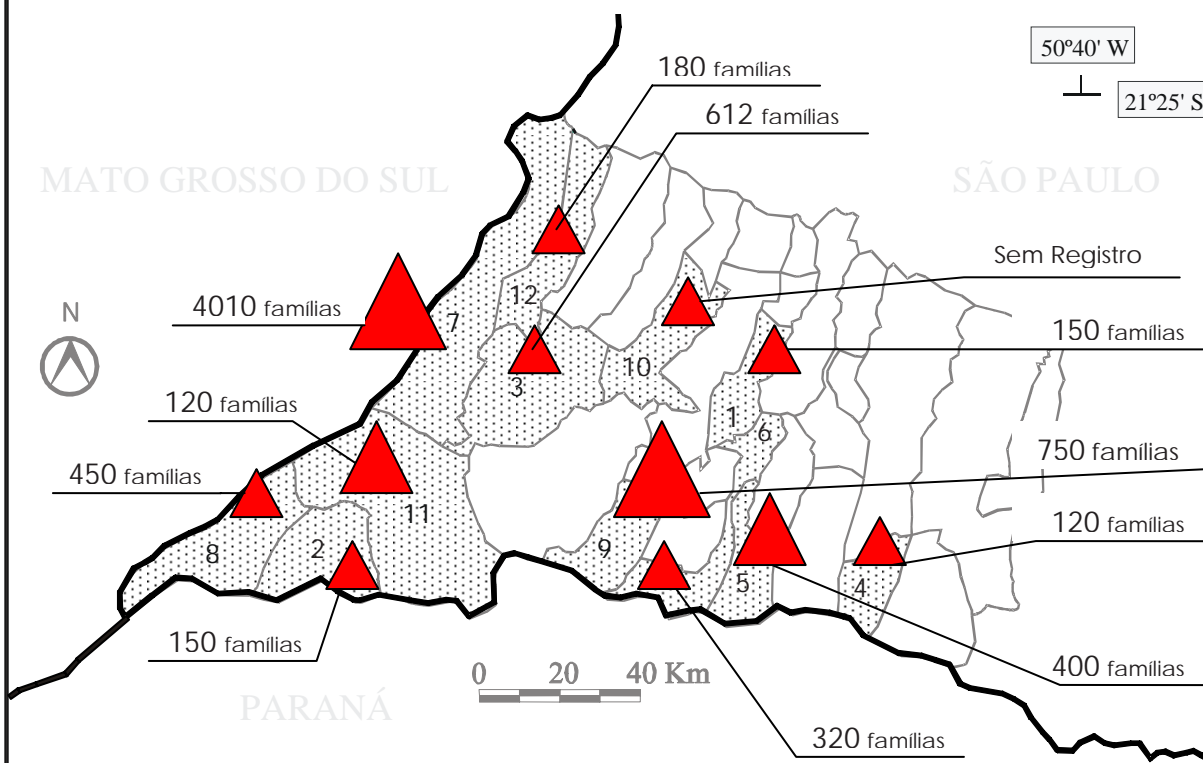 50º40' W
180 famílias
21º25' S
612 famílias
MATO GROSSO DO SUL
SÃO PAULO
Sem Registro
12
4010 famílias
7
N
150 famílias
10
3
120 famílias
1
6
750 famílias
450 famílias
11
120 famílias
8
2
9
5
4
150 famílias
0 20 40 Km
400 famílias
PARANÁ
320 famílias